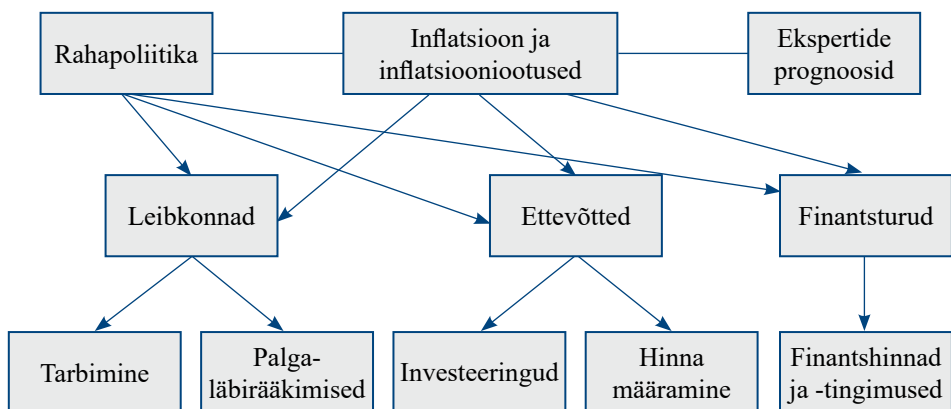 Rahapoliitika
Inflatsioon ja
inflatsiooniootused
Ekspertide
prognoosid
Leibkonnad
Ettevõtted
Finantsturud
Tarbimine
Palga-
läbirääkimised
Investeeringud
Hinna
määramine
Finantshinnad
ja -tingimused